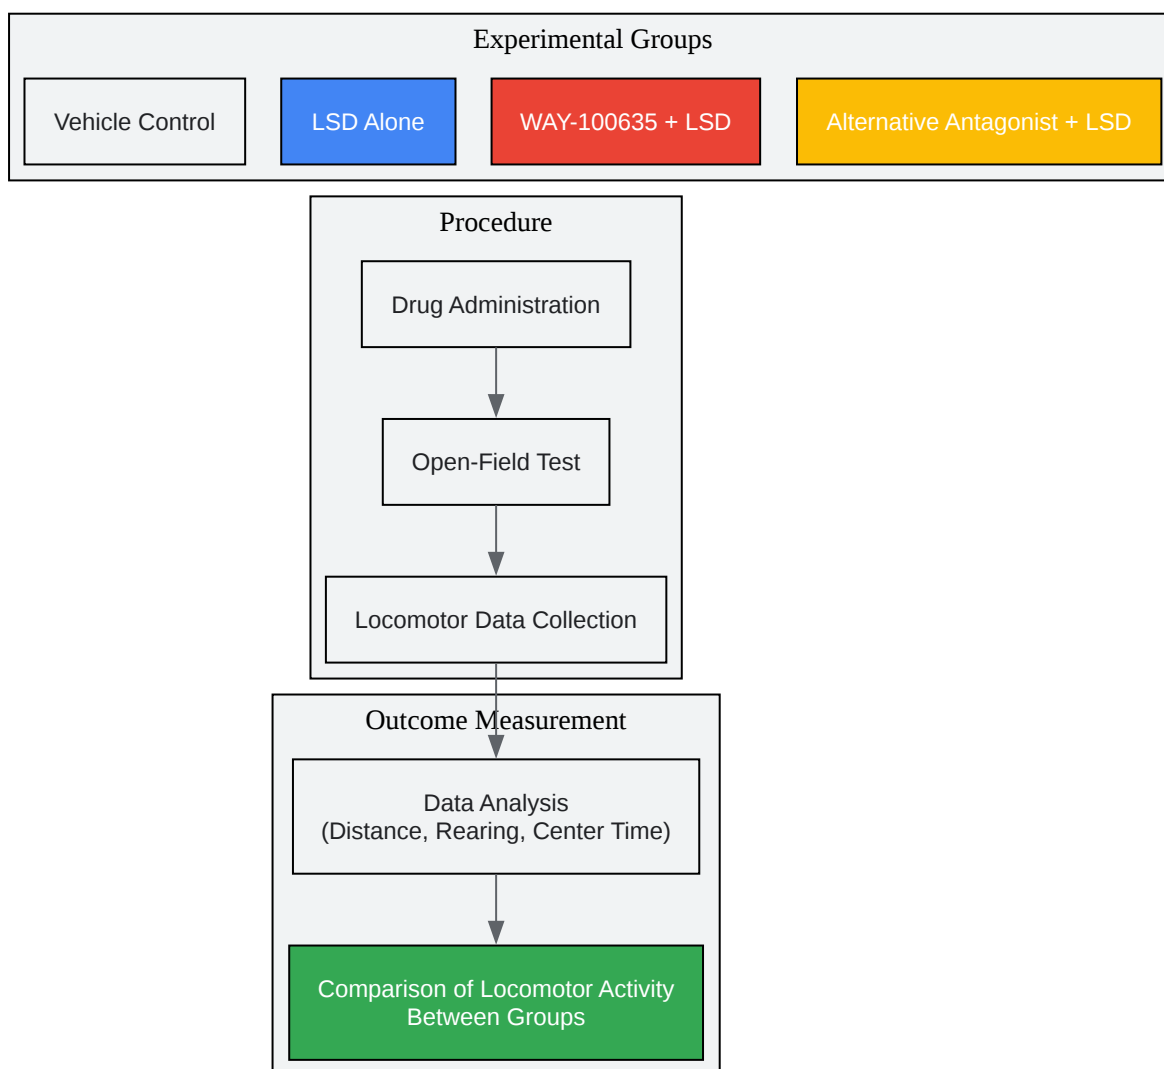 Experimental Groups
Vehicle Control
LSD Alone
WAY-100635 + LSD
Alternative Antagonist + LSD
Procedure
Drug Administration
Open-Field Test
Locomotor Data Collection
Outcome Measurement
Data Analysis
(Distance, Rearing, Center Time)
Comparison of Locomotor Activity
Between Groups